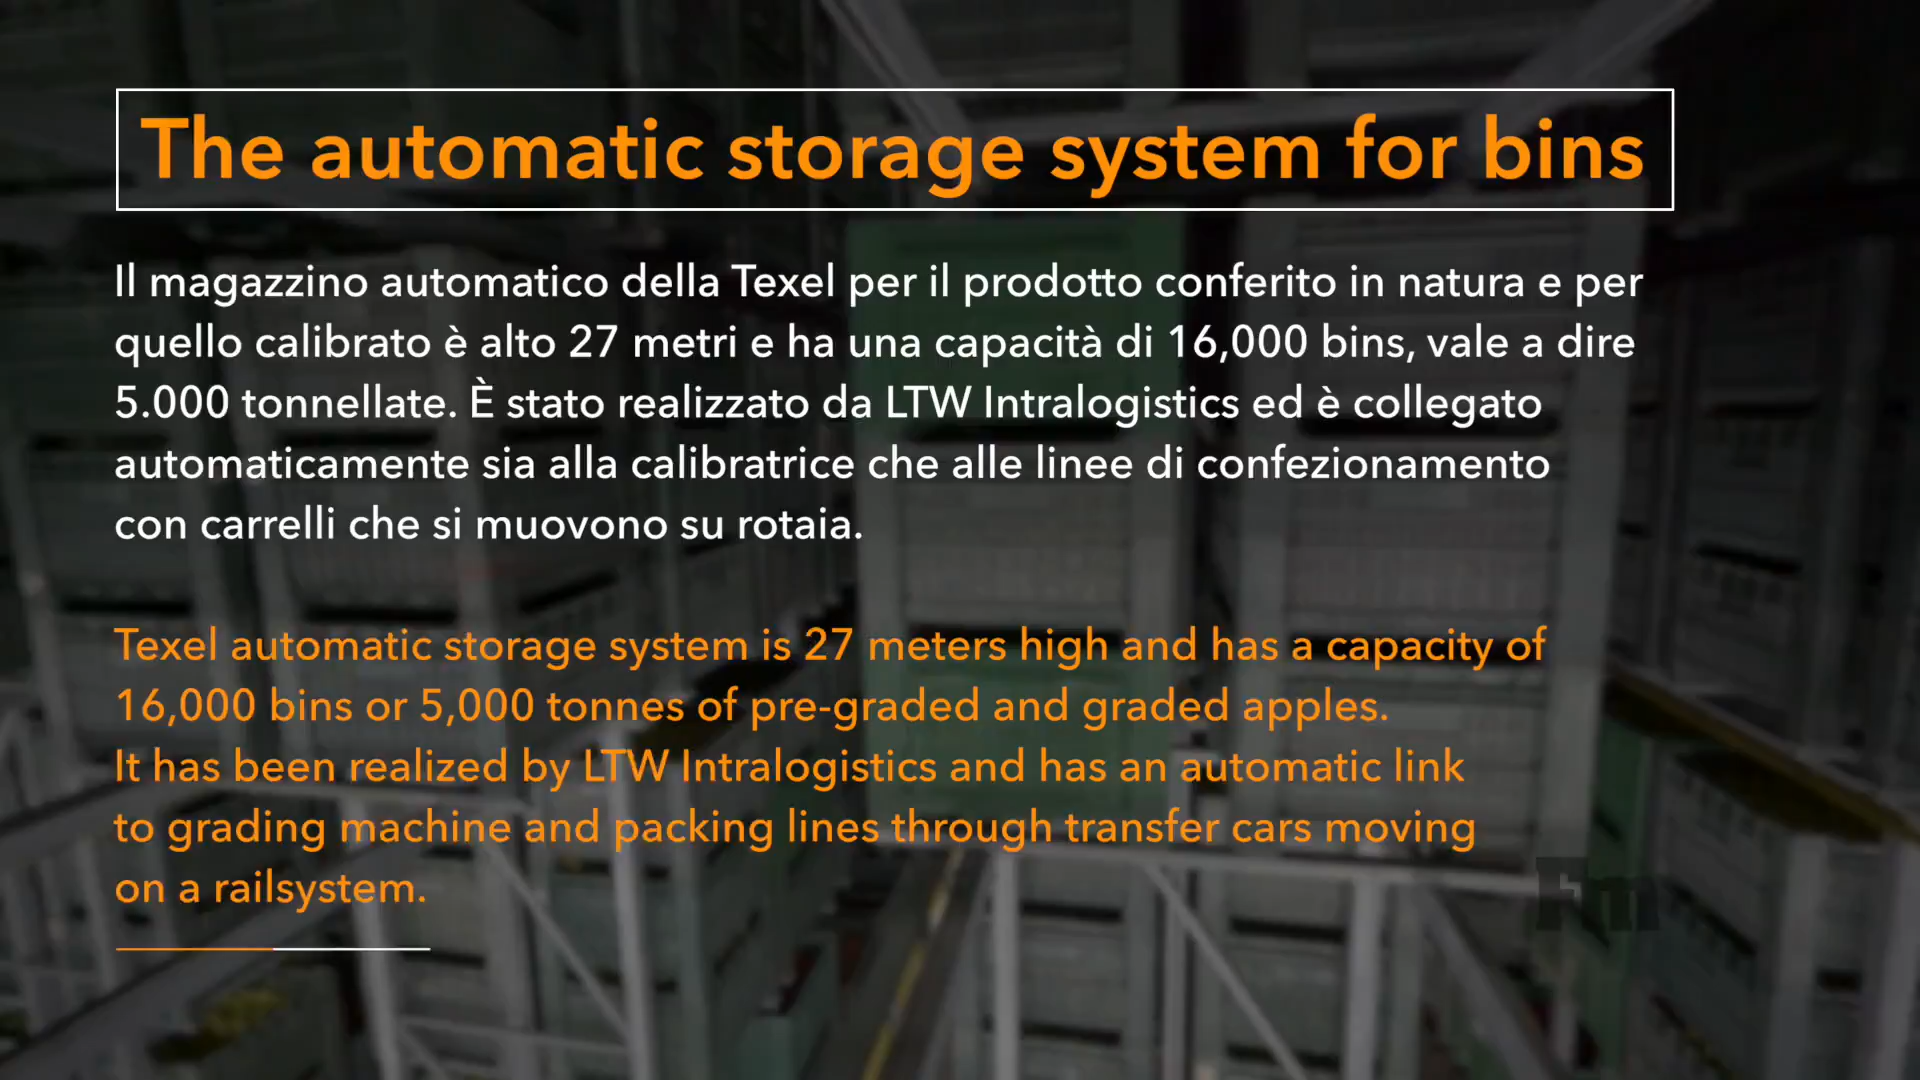 The automatic storage system for bins
Il magazzino automatico della Texel per il prodotto conferito in natura e per
quello calibrato è alto 27 metri e ha una capacità di 16,000 bins, vale a dire
5.000 tonnellate. È stato realizzato da LTW Intralogistics ed è collegato
automaticamente sia alla calibratrice che alle linee di confezionamento
con carrelli che si muovono su rotaia.
Texel automatic storage system is 27 meters high and has a capacity of
16,000 bins or 5,000 tonnes of pre-graded and graded apples.
It has been realized by LTW Intralogistics and has an automatic link
to grading machine and packing lines through transfer cars moving
on a railsystem.
Fm